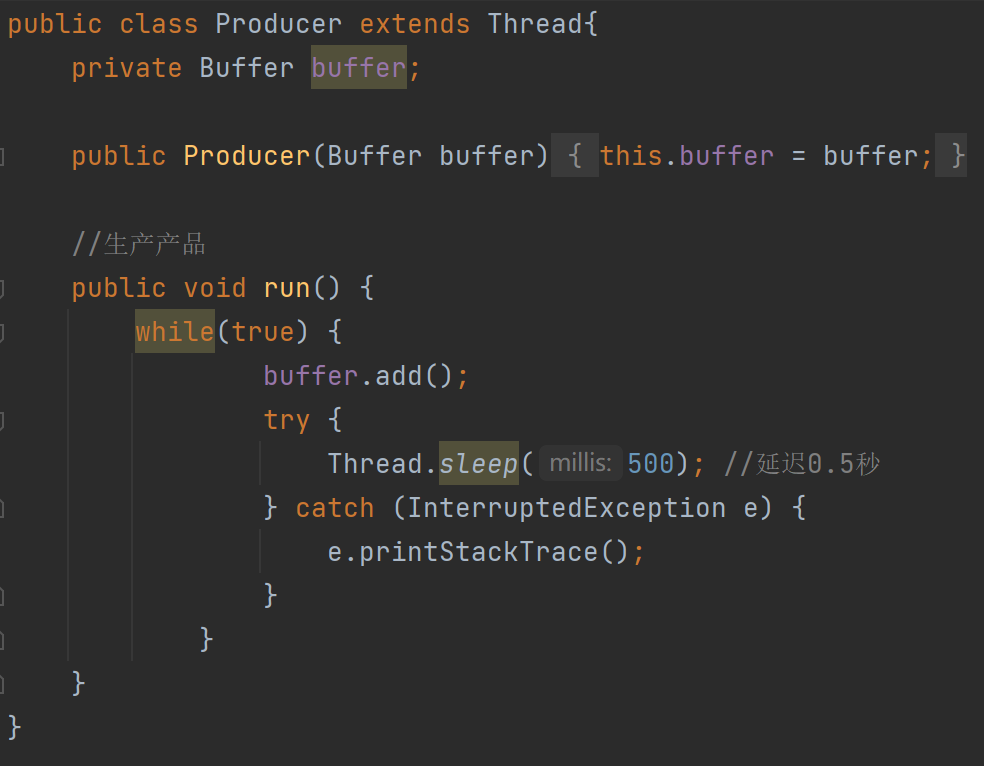 public class Producer extends Thread{
    private Buffer buffer;
    public Producer(Buffer buffer) { this.buffer = buffer; }
    //生产产品
    public void run() {
        while(true) {
                buffer.add();
                try {
                    Thread.sleep( millis: 500); //延迟0.5秒
                } catch (InterruptedException e) {
                    e.printStackTrace();
                }
            }
    }
}